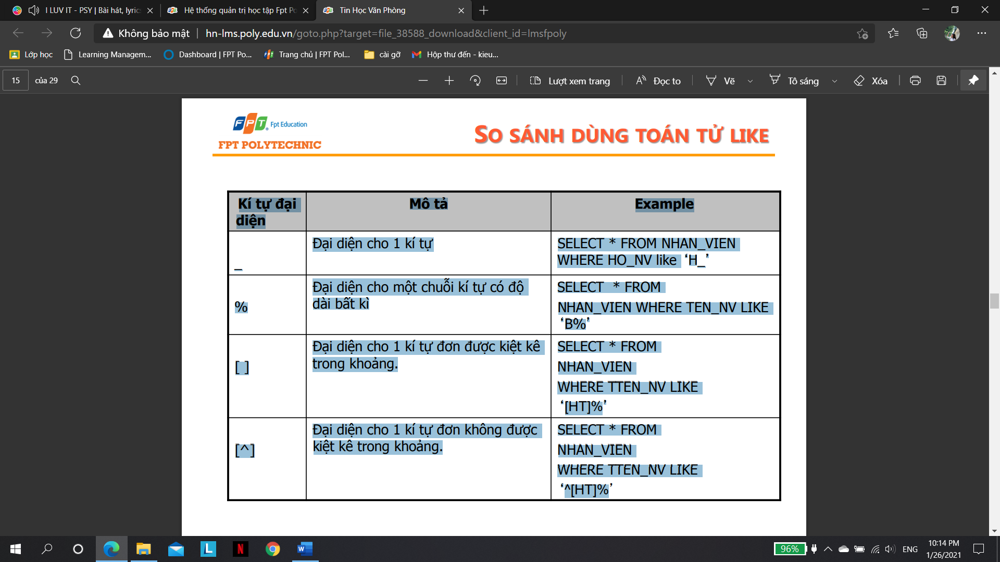 I LUV IT - PSY | Bài hát, lyric
Hệ thống quản trị học tập Fpt Po
Tin Học Văn Phòng
Không bảo mật
hn-lms.poly.edu.vn/goto.php?target=file_38588_download&client_id=lmsfpoly
Lớp học
Learning Managem...
Dashboard | FPT Po...
Trang chủ | FPT Pol...
cài gỡ
Hộp thư đến - kieu...
15
của 29
Lượt xem trang
Đọc to
Vẽ
Tô sáng
Xóa
FPT Fpt Education
FPT POLYTECHNIC
SO SÁNH DÙNG TOÁN TỬ LIKE
Kí tự đại
diện
Mô tả
Example
_
Đại diện cho 1 kí tự
SELECT * FROM NHAN_VIEN
WHERE HO_NV like ‘H_’
%
Đại diện cho một chuỗi kí tự có độ
dài bất kì
SELECT * FROM
NHAN_VIEN WHERE TEN_NV LIKE
‘B%’
[ ]
Đại diện cho 1 kí tự đơn được kiệt kê
trong khoảng.
SELECT * FROM
NHAN_VIEN
WHERE TTEN_NV LIKE
‘[HT]%’
[^]
Đại diện cho 1 kí tự đơn không được
kiệt kê trong khoảng.
SELECT * FROM
NHAN_VIEN
WHERE TTEN_NV LIKE
‘^[HT]%’
96%
ENG
10:14 PM
1/26/2021